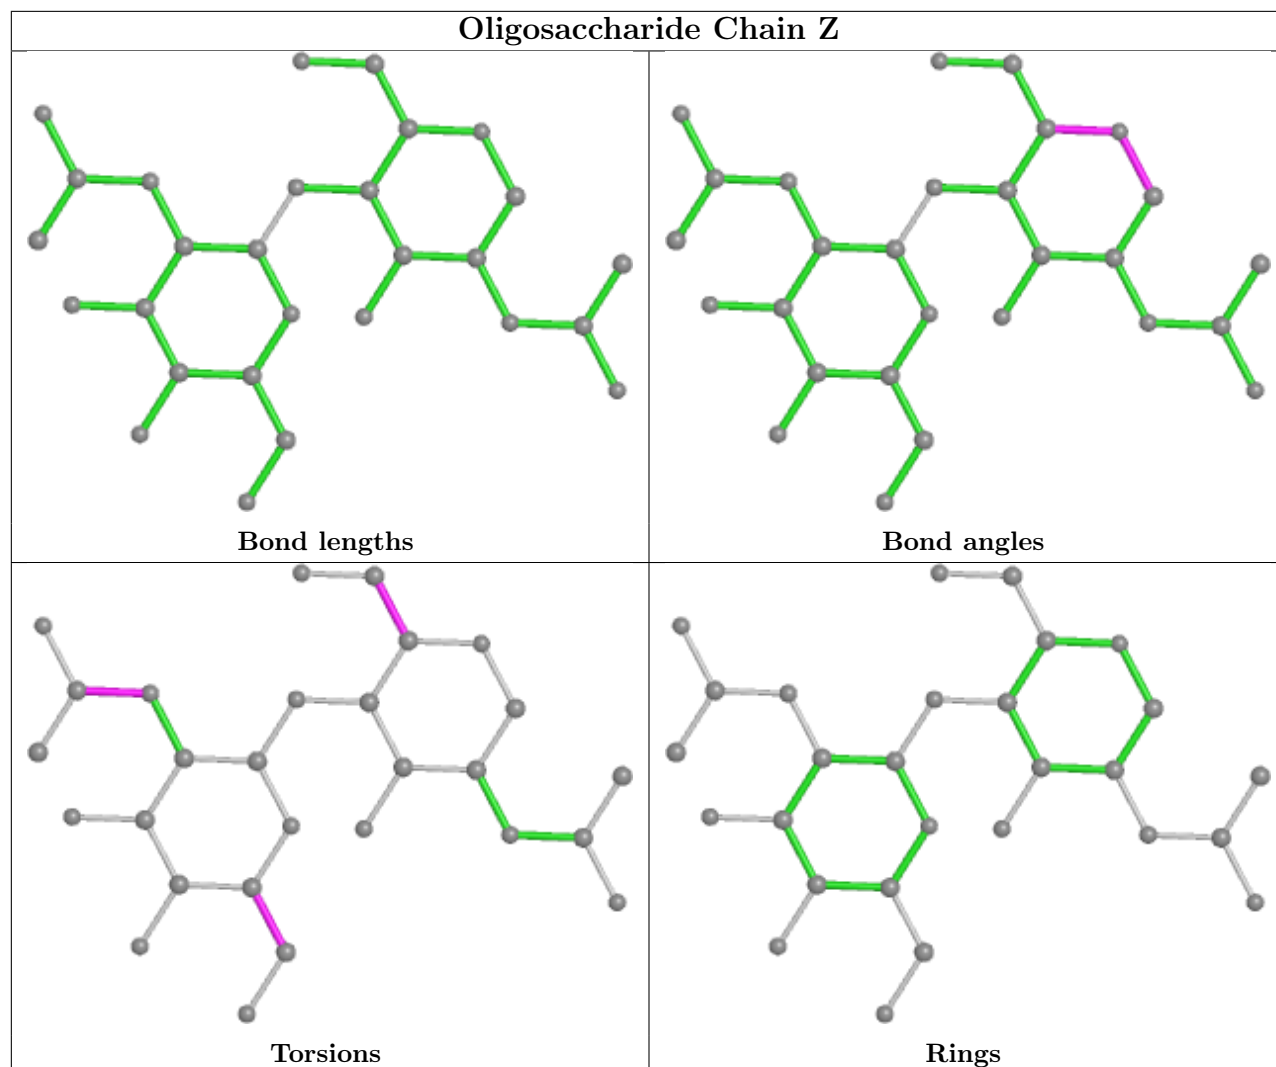 Oligosaccharide Chain Z
Bond lengths
Bond angles
Torsions
Rings